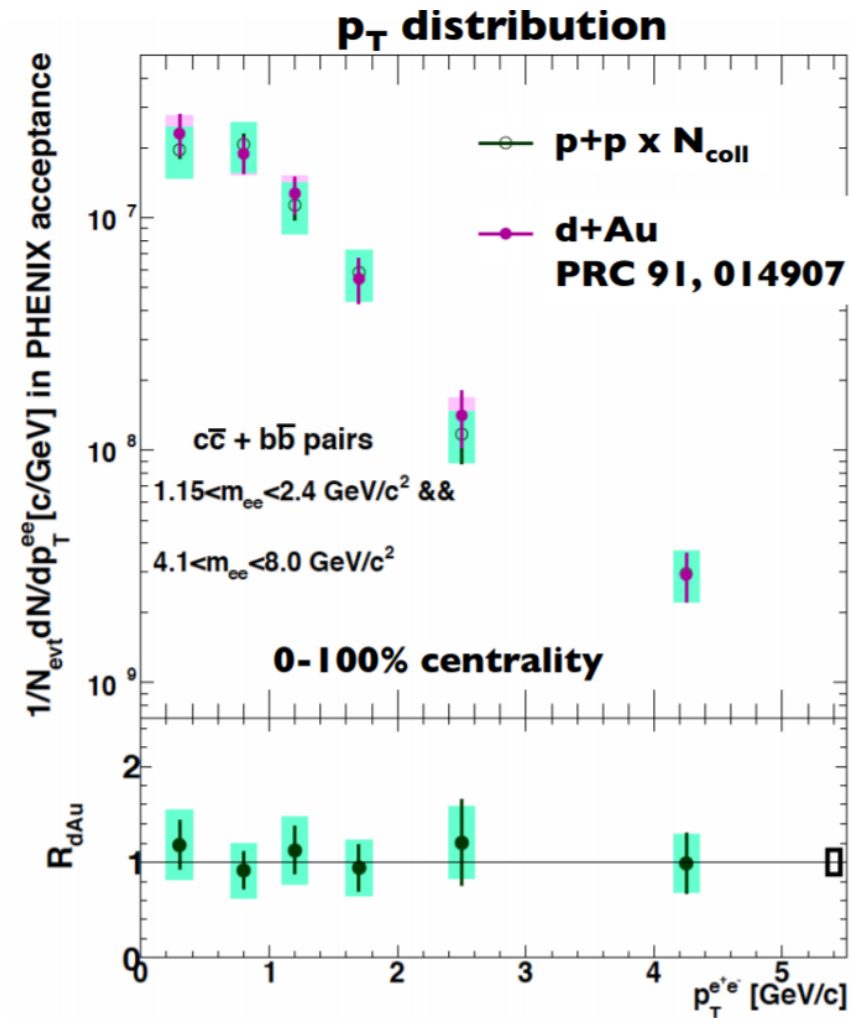 p_T distribution
1/N_evt dN/dp_T^ee [c/GeV] in PHENIX acceptance
10^7
10^8
10^9
p+p x N_coll
d+Au
PRC 91, 014907
cc̅ + bb̅ pairs
1.15<m_ee<2.4 GeV/c^2 &&
4.1<m_ee<8.0 GeV/c^2
0-100% centrality
R_dAu
2
1
0
0 1 2 3 4 5
p_T^e⁺e⁻ [GeV/c]